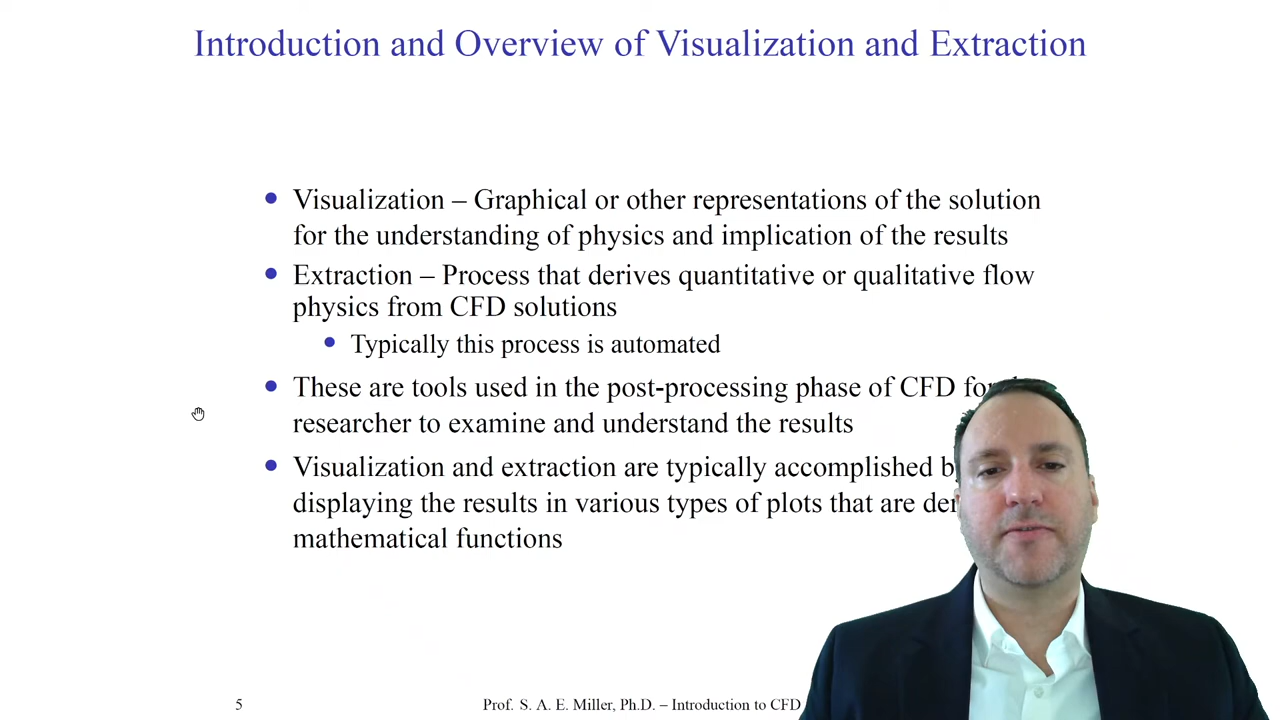 Introduction and Overview of Visualization and Extraction
• Visualization – Graphical or other representations of the solution
for the understanding of physics and implication of the results
• Extraction – Process that derives quantitative or qualitative flow
physics from CFD solutions
• Typically this process is automated
• These are tools used in the post-processing phase of CFD for
researcher to examine and understand the results
• Visualization and extraction are typically accomplished
displaying the results in various types of plots that are
mathematical functions
5
Prof. S. A. E. Miller, Ph.D. – Introduction to CFD